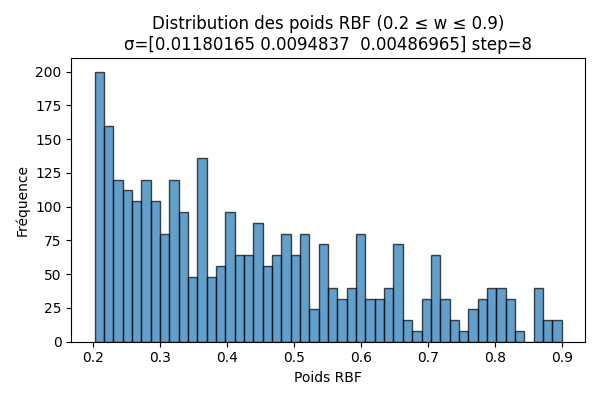 Distribution des poids RBF (0.2 ≤ w ≤ 0.9)
σ=[0.01180165 0.0094837  0.00486965] step=8
Fréquence
200
175
150
125
100
75
50
25
0
0.2 0.3 0.4 0.5 0.6 0.7 0.8 0.9
Poids RBF